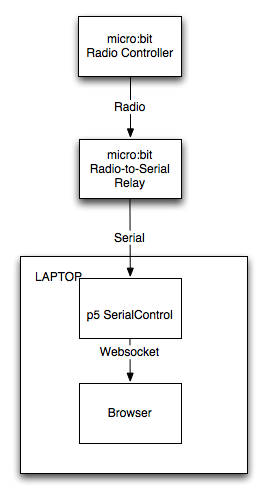 micro:bit
Radio Controller
Radio
micro:bit
Radio-to-Serial
Relay
Serial
LAPTOP
p5 SerialControl
Websocket
Browser